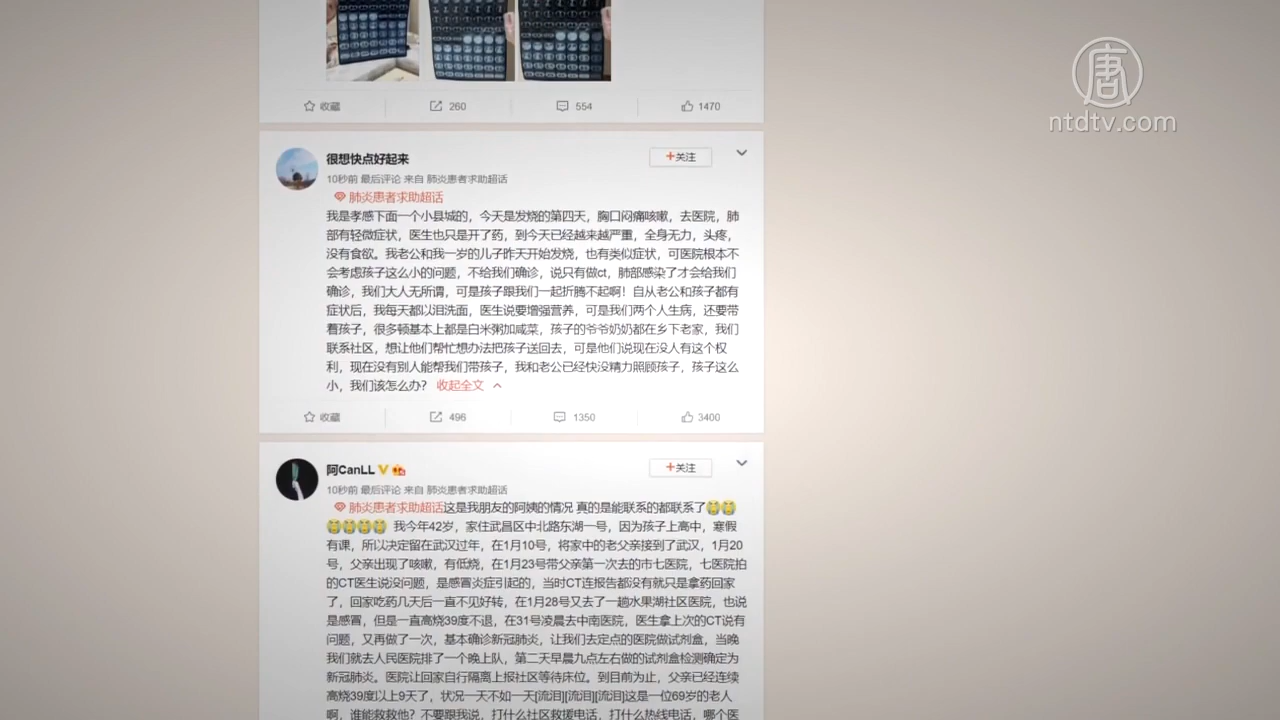 收藏 260 554 1470
唐
ntdtv.com
很想快点好起来
+关注
10秒前 最后评论 来自 肺炎患者求助超话
肺炎患者求助超话
我是孝感下面一个小县城的，今天是发烧的第四天，胸口闷痛咳嗽，去医院，肺
部有轻微症状，医生也只是开了药，到今天已经越来越严重，全身无力，头疼，
没有食欲。我老公和我一岁的儿子昨天开始发烧，也有类似症状，可医院根本不
会考虑孩子这么小的问题，不给我们确诊，说只有做ct，肺部感染了才会给我们
确诊，我们大人无所谓，可是孩子跟我们一起折腾不起啊！自从老公和孩子都有
症状后，我每天都以泪洗面，医生说要增强营养，可是我们两个人生病，还要带
着孩子，很多顿基本上都是白米粥加咸菜，孩子的爷爷奶奶都在乡下老家，我们
联系社区，想让他们帮忙想办法把孩子送回去，可是他们说现在没人有这个权
利，现在没有别人能帮我们带孩子，我和老公已经快没精力照顾孩子，孩子这么
小，我们该怎么办？ 收起全文
收藏 496 1350 3400
阿CanLL
+关注
10秒前 最后评论 来自 肺炎患者求助超话
肺炎患者求助超话这是我朋友的阿姨的情况 真的是能联系的都联系了
我今年42岁，家住武昌区中北路东湖一号，因为孩子上高中，寒假
有课，所以决定留在武汉过年，在1月10号，将家中的老父亲接到了武汉，1月20
号，父亲出现了咳嗽，有低烧，在1月23号带父亲第一次去的市七医院，七医院拍
的CT医生说没问题，是感冒炎症引起的，当时CT连报告都没有就只是拿药回家
了，回家吃药几天后一直不见好转，在1月28号又去了一趟水果湖社区医院，也说
是感冒，但是一直高烧39度不退，在31号凌晨去中南医院，医生拿上次的CT说有
问题，又再做了一次，基本确诊新冠肺炎，让我们去定点的医院做试剂盒，当晚
我们就去人民医院排了一个晚上队，第二天早晨九点左右做的试剂盒检测确定为
新冠肺炎。医院让回家自行隔离上报社区等待床位。到目前为止，父亲已经连续
高烧39度以上9天了，状况一天不如一天[流泪][流泪][流泪]这是一位69岁的老人
啊，谁能救救他？不要跟我说，打什么社区救援电话，打什么热线电话，哪个医